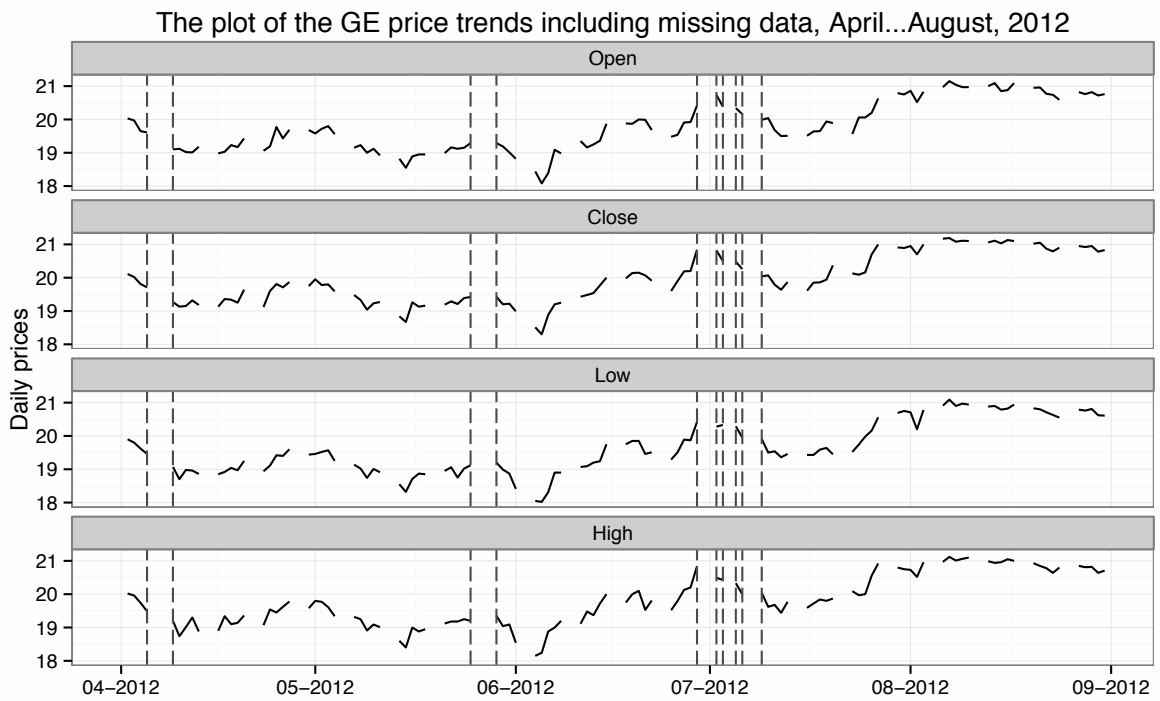 The plot of the GE price trends including missing data, April...August, 2012
Daily prices
Open
21
20
19
18
Close
21
20
19
18
Low
21
20
19
18
High
21
20
19
18
04–2012 05–2012 06–2012 07–2012 08–2012 09–2012